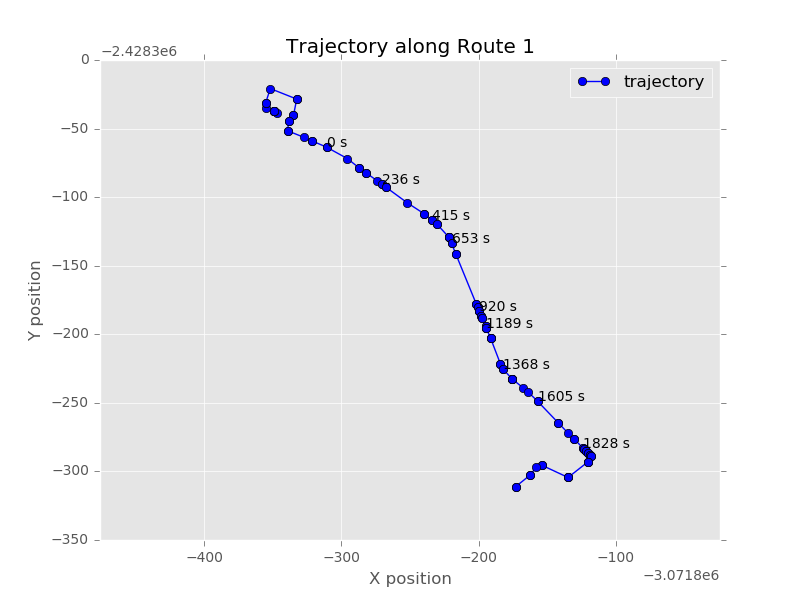 Trajectory along Route 1
−2.4283e6
trajectory
0
−50
−100
−150
−200
−250
−300
−350
Y position
0 s
236 s
415 s
653 s
920 s
1189 s
1368 s
1605 s
1828 s
−400
−300
−200
−100
X position
−3.0718e6